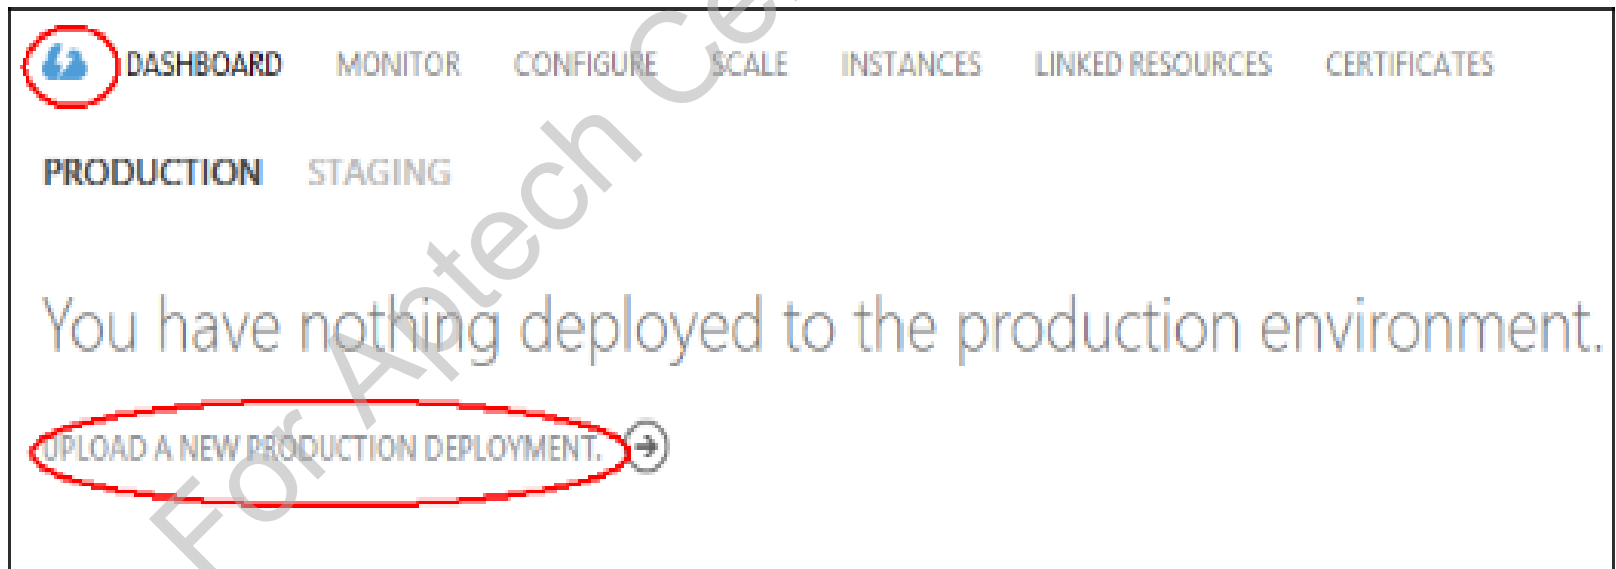 DASHBOARD MONITOR CONFIGURE SCALE INSTANCES LINKED RESOURCES CERTIFICATES
PRODUCTION STAGING
You have nothing deployed to the production environment.
UPLOAD A NEW PRODUCTION DEPLOYMENT.
For Aptech Ce